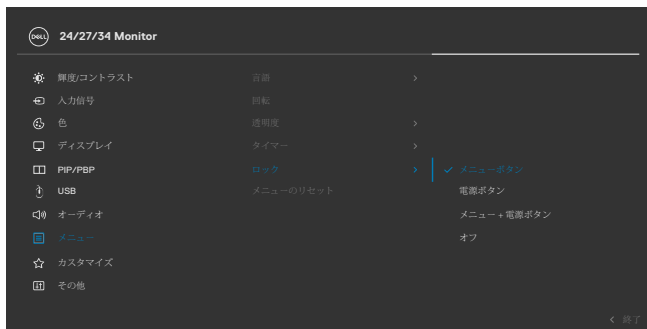 DELL
24/27/34 Monitor
輝度/コントラスト 言語
入力信号 回転
色 透明度
ディスプレイ タイマー
PIP/PBP ロック メニューボタン
USB メニューのリセット 電源ボタン
オーディオ メニュー + 電源ボタン
メニュー オフ
カスタマイズ
その他
終了